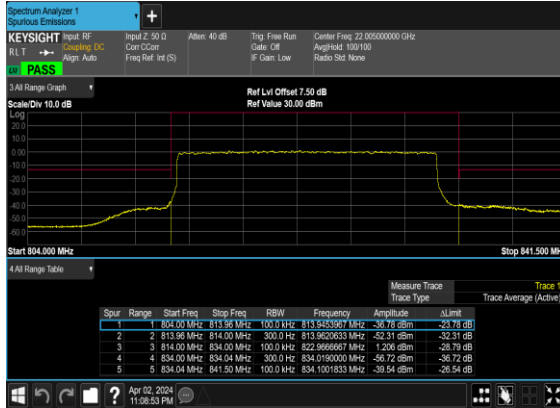 Spectrum Analyzer 1
Spurious Emissions
KEYSIGHT
RLT
Input: RF
Coupling: DC
Align: Auto
Input Z: 50 Ω
Corr CCorr
Freq Ref: Int (S)
Atten: 40 dB
Trig: Free Run
Gate: Off
IF Gain: Low
Center Freq: 22.005000000 GHz
Avg|Hold: 100/100
Radio Std: None
PASS
3 All Range Graph
Scale/Div 10.0 dB
Ref Lvl Offset 7.50 dB
Ref Value 30.00 dBm
Log
20.0
10.0
0.00
-10.0
-20.0
-30.0
-40.0
-50.0
-60.0
Start 804.000 MHz
Stop 841.500 MH
4 All Range Table
Measure Trace Trace 1
Trace Type Trace Average (Active)
Spur Range Start Freq Stop Freq RBW Frequency Amplitude ΔLimit
1 1 804.00 MHz 813.96 MHz 100.0 kHz 813.9453967 MHz -36.78 dBm -23.78 dB
2 2 813.96 MHz 814.00 MHz 300.0 Hz 813.9620633 MHz -52.31 dBm -32.31 dB
3 3 814.00 MHz 834.00 MHz 100.0 kHz 822.9666667 MHz 1.206 dBm -28.79 dB
4 4 834.00 MHz 834.04 MHz 300.0 Hz 834.0190000 MHz -56.72 dBm -36.72 dB
5 5 834.04 MHz 841.50 MHz 100.0 kHz 834.1001833 MHz -39.54 dBm -26.54 dB
Apr 02, 2024
11:08:53 PM